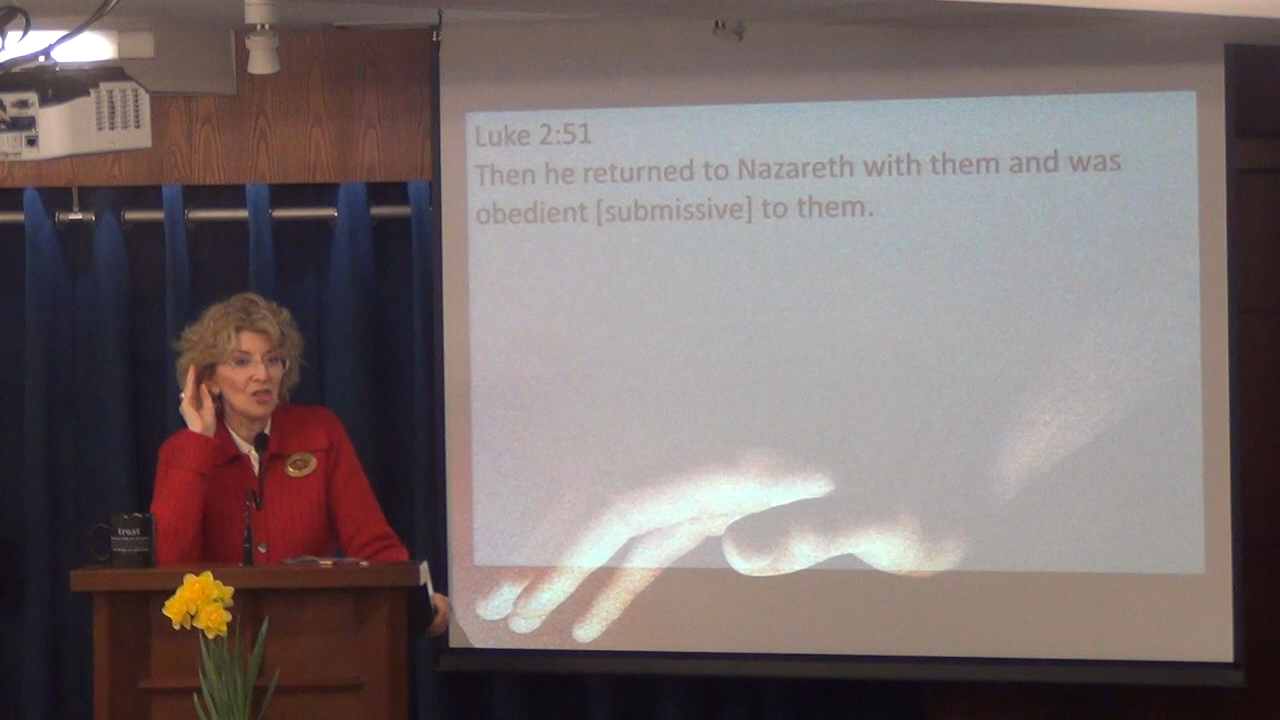 Luke 2:51
Then he returned to Nazareth with them and was
obedient [submissive] to them.
trust